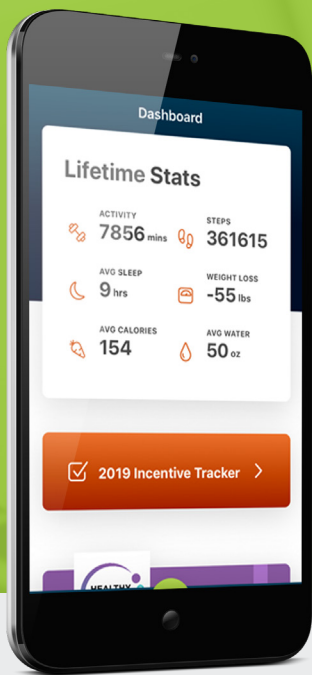 Dashboard
Lifetime Stats
ACTIVITY
7856 mins
STEPS
361615
AVG SLEEP
9 hrs
WEIGHT LOSS
-55 lbs
AVG CALORIES
154
AVG WATER
50 oz
2019 Incentive Tracker
HEALTHY